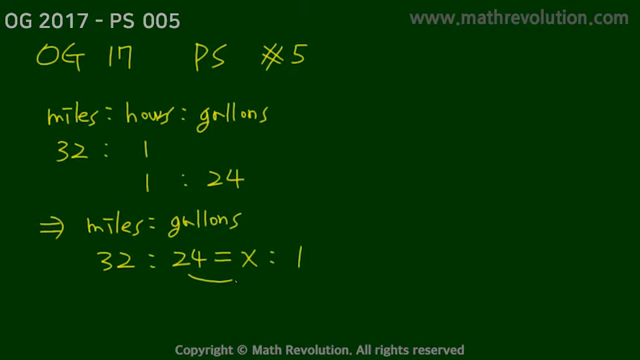 OG 2017 - PS 005
www.mathrevolution.com
OG 17 PS #5
miles : hours : gallons
32 : 1
1 : 24
⇒ miles : gallons
32 : 24 = x : 1
Copyright © Math Revolution. All rights reserved